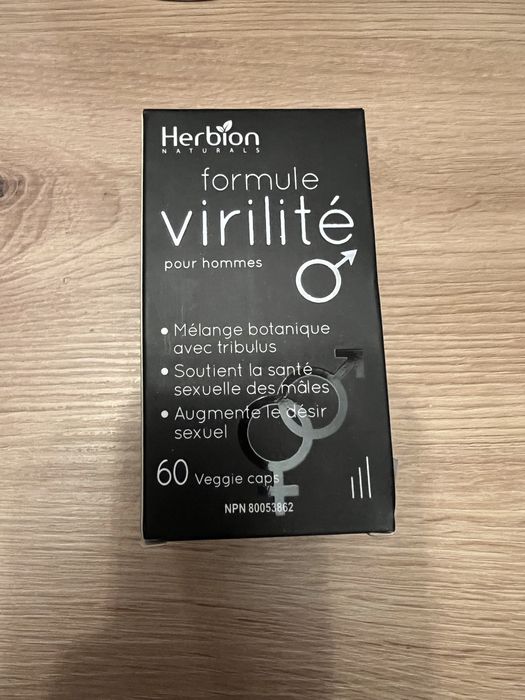 Herbion
NATURALS
formule
virilité
pour hommes
• Mélange botanique
avec tribulus
• Soutient la santé
sexuelle des mâles
• Augmente le désir
sexuel
60 Veggie caps
NPN 80053862